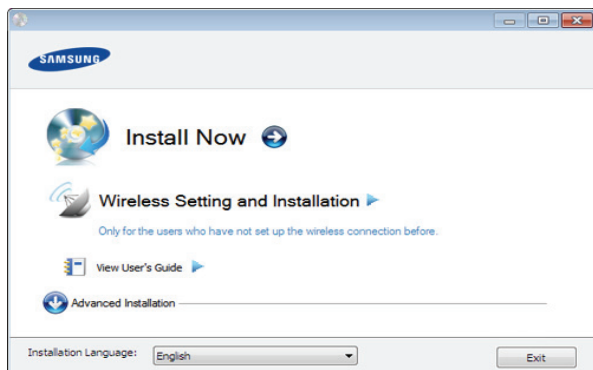 SAMSUNG
Install Now
Wireless Setting and Installation
Only for the users who have not set up the wireless connection before.
View User's Guide
Advanced Installation
Installation Language: English Exit